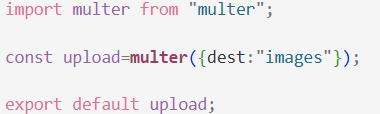 import multer from "multer";
const upload=multer({dest:"images"});
export default upload;